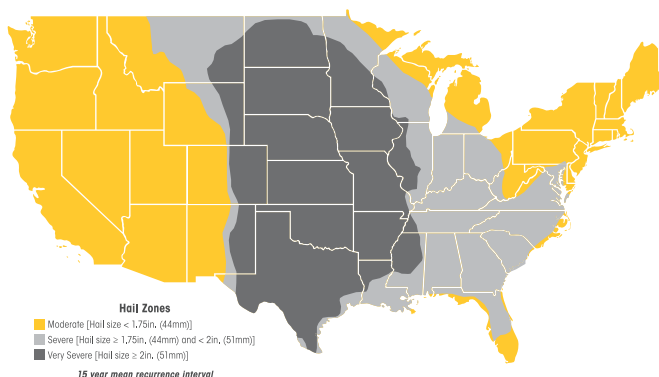 Hail Zones
Moderate [Hail size < 1.75in. (44mm)]
Severe [Hail size ≥ 1.75in. (44mm) and < 2in. (51mm)]
Very Severe [Hail size ≥ 2in. (51mm)]
15 year mean recurrence interval